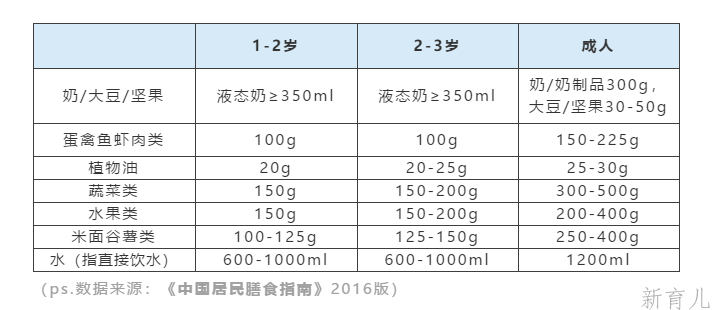 1-2岁 2-3岁 成人
奶/大豆/坚果 液态奶≥350ml 液态奶≥350ml 奶/奶制品300g,
大豆/坚果30-50g
蛋禽鱼虾肉类 100g 100g 150-225g
植物油 20g 20-25g 25-30g
蔬菜类 150g 150-200g 300-500g
水果类 150g 150-200g 200-400g
米面谷薯类 100-125g 125-150g 250-400g
水（指直接饮水） 600-1000ml 600-1000ml 1200ml
（ps.数据来源：《中国居民膳食指南》2016版）
新育儿